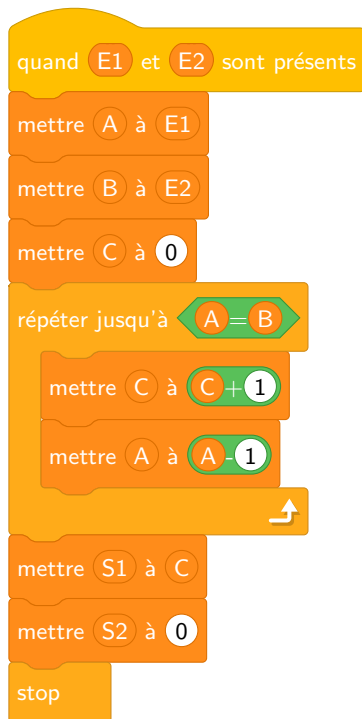 quand E1 et E2 sont présents
mettre A à E1
mettre B à E2
mettre C à 0
répéter jusqu'à A=B
mettre C à C+1
mettre A à A-1
mettre S1 à C
mettre S2 à 0
stop